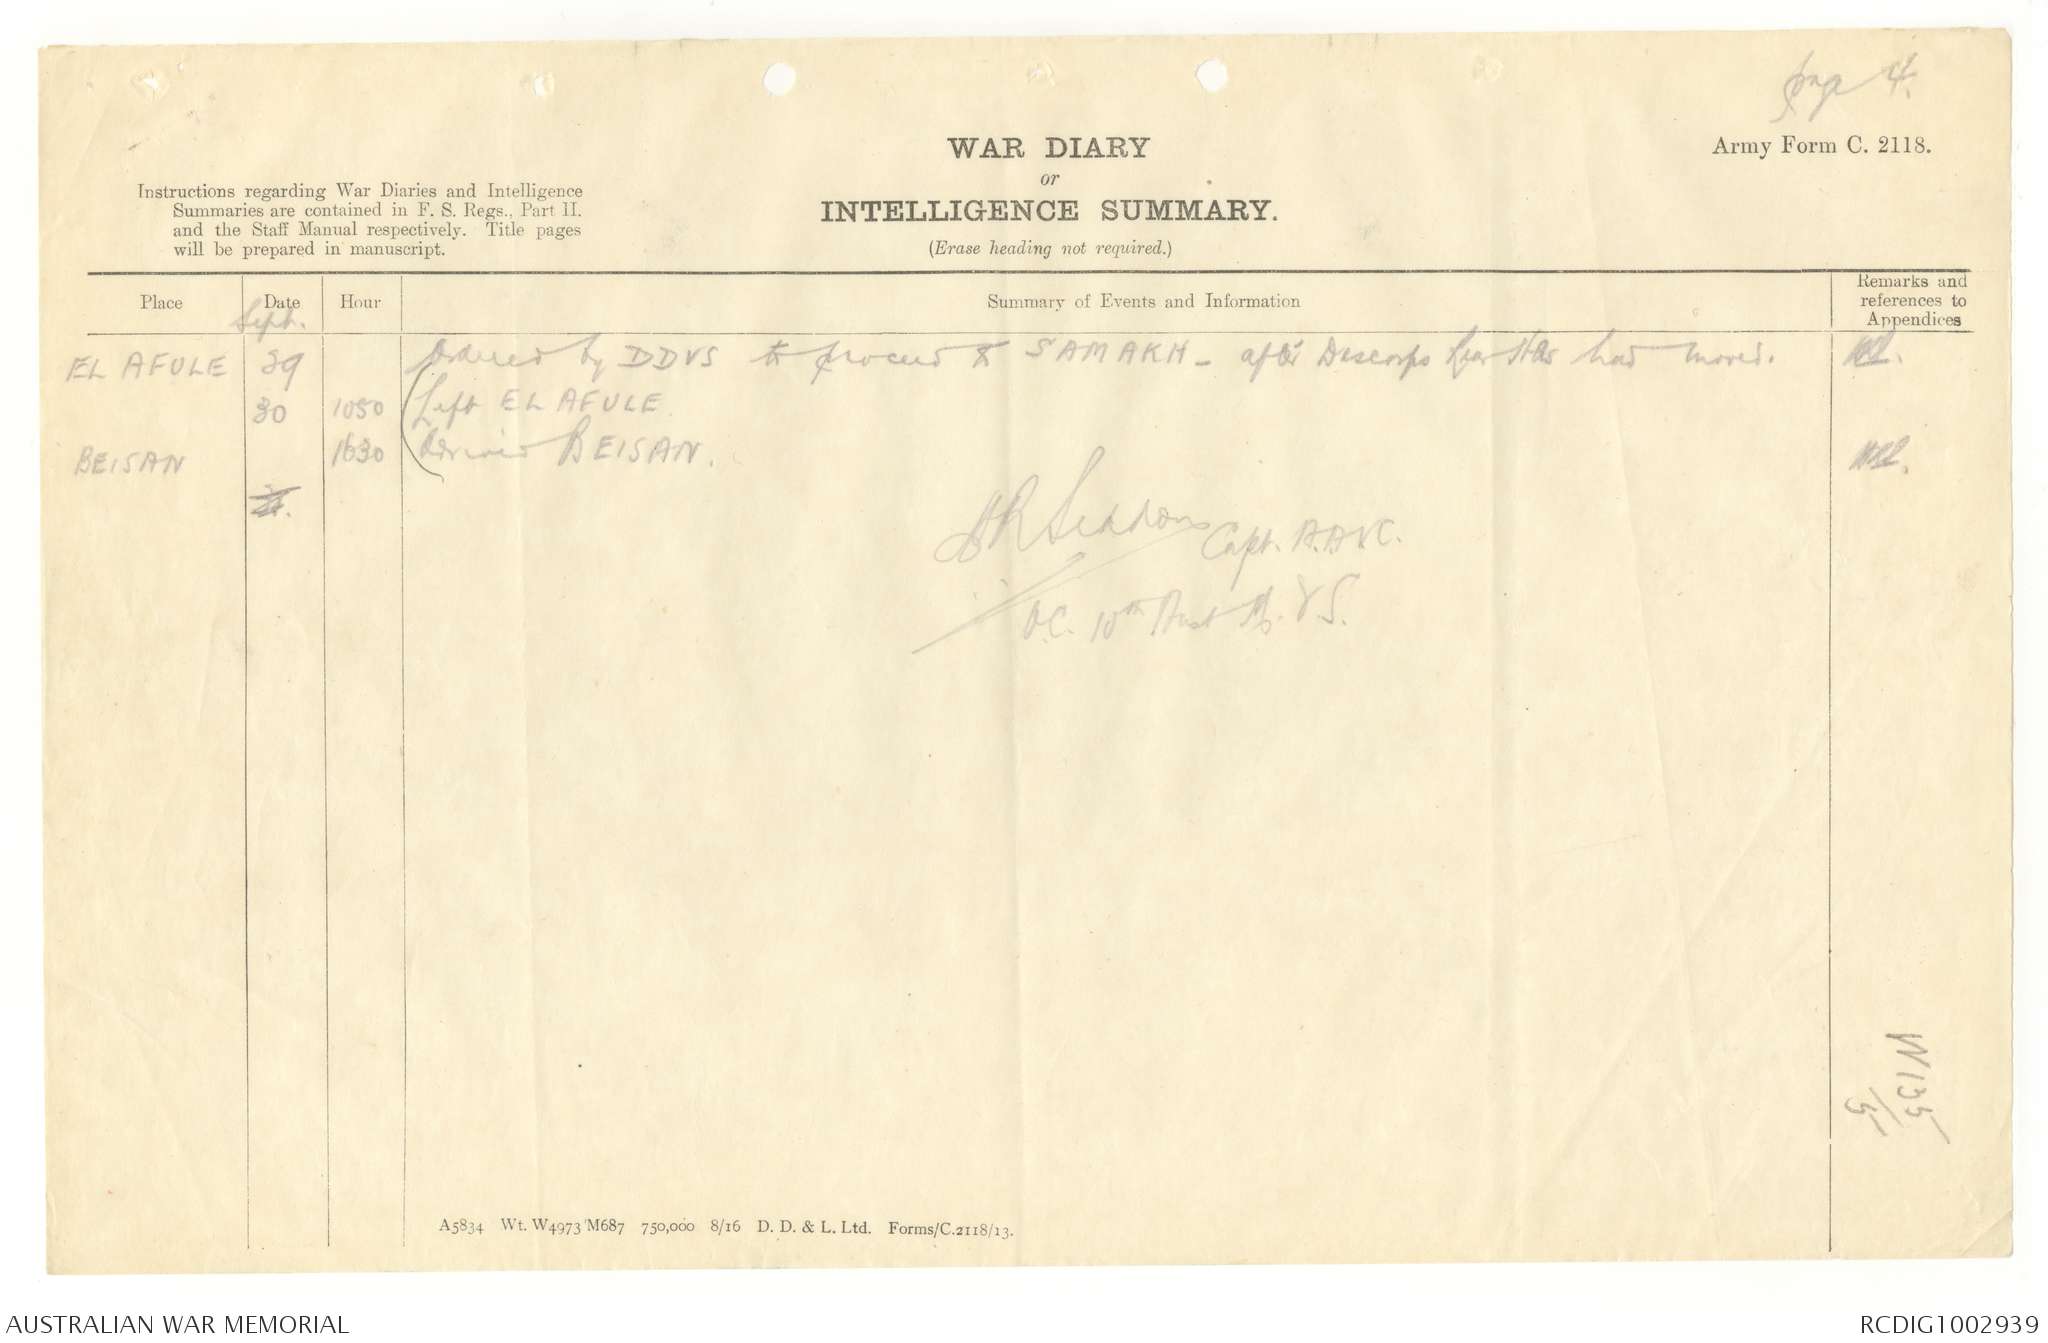 page 4.
WAR DIARY
or
INTELLIGENCE SUMMARY.
(Erase heading not required.)
Army Form C. 2118.
Instructions regarding War Diaries and Intelligence
Summaries are contained in F. S. Regs., Part II.
and the Staff Manual respectively. Title pages
will be prepared in manuscript.
Place Date Hour Summary of Events and Information Remarks and references to Appendices
Sept.
EL AFULE 29 Ordered by DDVS to proceed to SAMAKH - after Descorps Rear HQrs had moved.
30 1050 Left EL AFULE
BEISAN 1630 Arrived BEISAN.
Seddons Capt. A.A.V.C.
O.C. 10th Aust M. V. S.
W135
/5
A5834 Wt. W4973/M687 750,000 8/16 D. D. & L. Ltd. Forms/C.2118/13.
AUSTRALIAN WAR MEMORIAL
RCDIG1002939